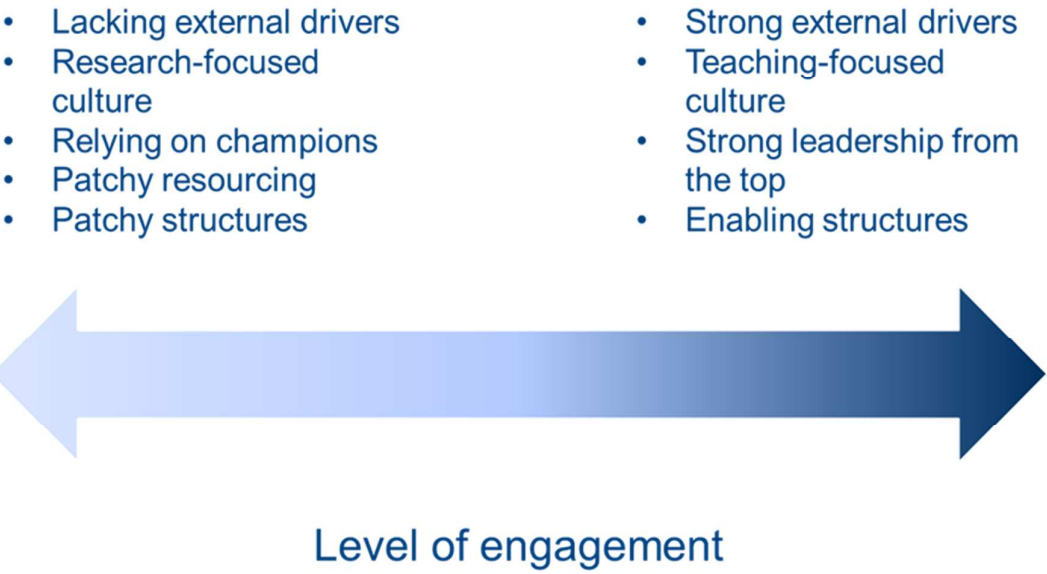 • Lacking external drivers
• Research-focused
culture
• Relying on champions
• Patchy resourcing
• Patchy structures
• Strong external drivers
• Teaching-focused
culture
• Strong leadership from
the top
• Enabling structures
Level of engagement